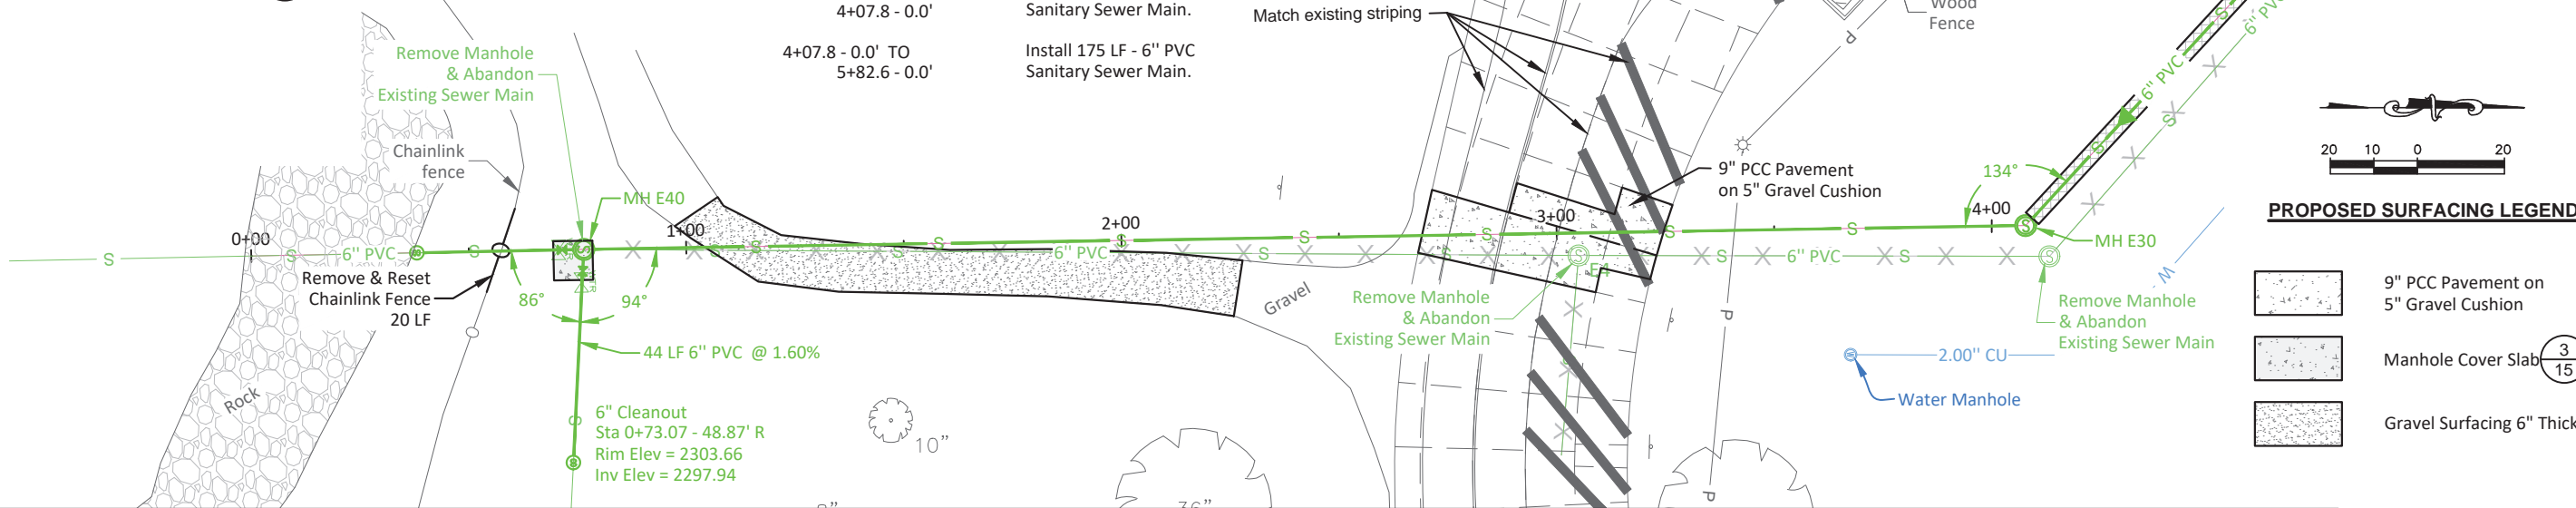 4+07.8 - 0.0'
Sanitary Sewer Main.
4+07.8 - 0.0' TO
5+82.6 - 0.0'
Install 175 LF - 6" PVC
Sanitary Sewer Main.
Match existing striping
Wood
Fence
Remove Manhole
& Abandon
Existing Sewer Main
Chainlink
fence
MH E40
0+00
1+00
2+00
3+00
4+00
6" PVC
6" PVC
6" PVC
6" PVC
6" PVC
S
S
S
S
S
P
P
P
W
O
Remove & Reset
Chainlink Fence
20 LF
86°
94°
134°
44 LF 6" PVC @ 1.60%
6" Cleanout
Sta 0+73.07 - 48.87' R
Rim Elev = 2303.66
Inv Elev = 2297.94
Rock
10"
36"
Gravel
9" PCC Pavement
on 5" Gravel Cushion
E4
Remove Manhole
& Abandon
Existing Sewer Main
MH E30
Remove Manhole
& Abandon
Existing Sewer Main
2.00" CU
Water Manhole
20 10 0 20
PROPOSED SURFACING LEGEND
9" PCC Pavement on
5" Gravel Cushion
Manhole Cover Slab
3
15
Gravel Surfacing 6" Thick